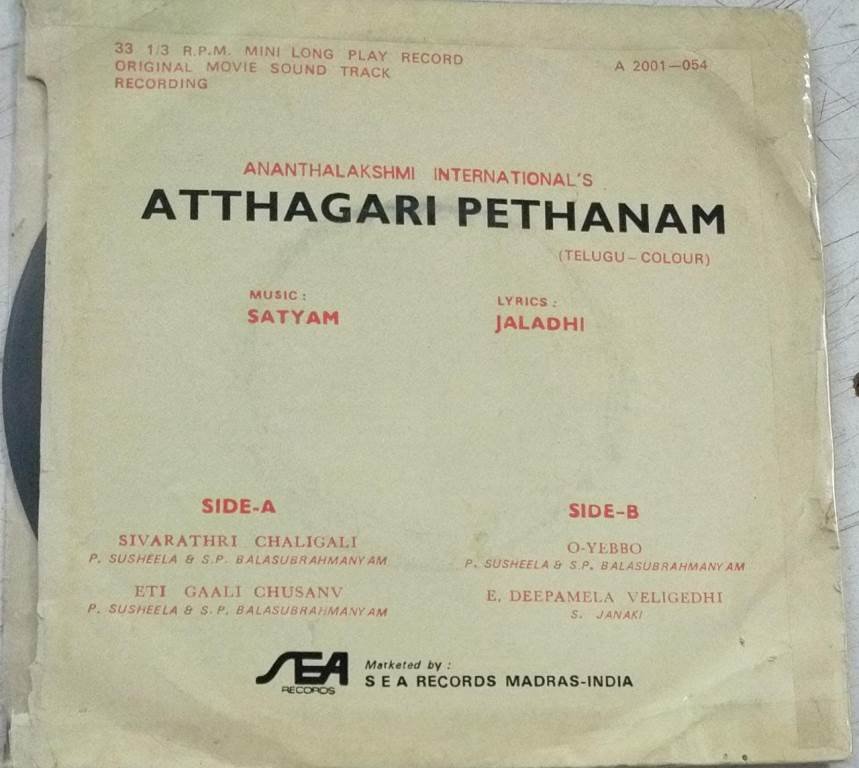 33 1/3 R.P.M. MINI LONG PLAY RECORD
ORIGINAL MOVIE SOUND TRACK
RECORDING
A 2001-054
ANANTHALAKSHMI INTERNATIONAL'S
ATTHAGARI PETHANAM
(TELUGU-COLOUR)
MUSIC :
SATYAM
LYRICS :
JALADHI
SIDE-A
SIVARATHRI CHALIGALI
P. SUSHEELA & S.P. BALASUBRAHMANYAM
ETI GAALI CHUSANV
P. SUSHEELA & S.P. BALASUBRAHMANYAM
SIDE-B
O-YEBBO
P. SUSHEELA & S.P. BALASUBRAHMANYAM
E, DEEPAMELA VELIGEDHI
S. JANAKI
SEA
RECORDS
Marketed by :
S E A RECORDS MADRAS-INDIA